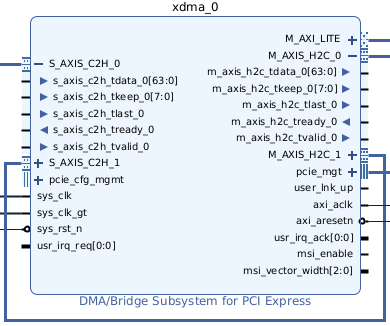 xdma_0
S_AXIS_C2H_0
s_axis_c2h_tdata_0[63:0]
s_axis_c2h_tkeep_0[7:0]
s_axis_c2h_tlast_0
s_axis_c2h_tready_0
s_axis_c2h_tvalid_0
S_AXIS_C2H_1
pcie_cfg_mgmt
sys_clk
sys_clk_gt
sys_rst_n
usr_irq_req[0:0]
M_AXI_LITE
M_AXIS_H2C_0
m_axis_h2c_tdata_0[63:0]
m_axis_h2c_tkeep_0[7:0]
m_axis_h2c_tlast_0
m_axis_h2c_tready_0
m_axis_h2c_tvalid_0
M_AXIS_H2C_1
pcie_mgt
user_lnk_up
axi_aclk
axi_aresetn
usr_irq_ack[0:0]
msi_enable
msi_vector_width[2:0]
DMA/Bridge Subsystem for PCI Express